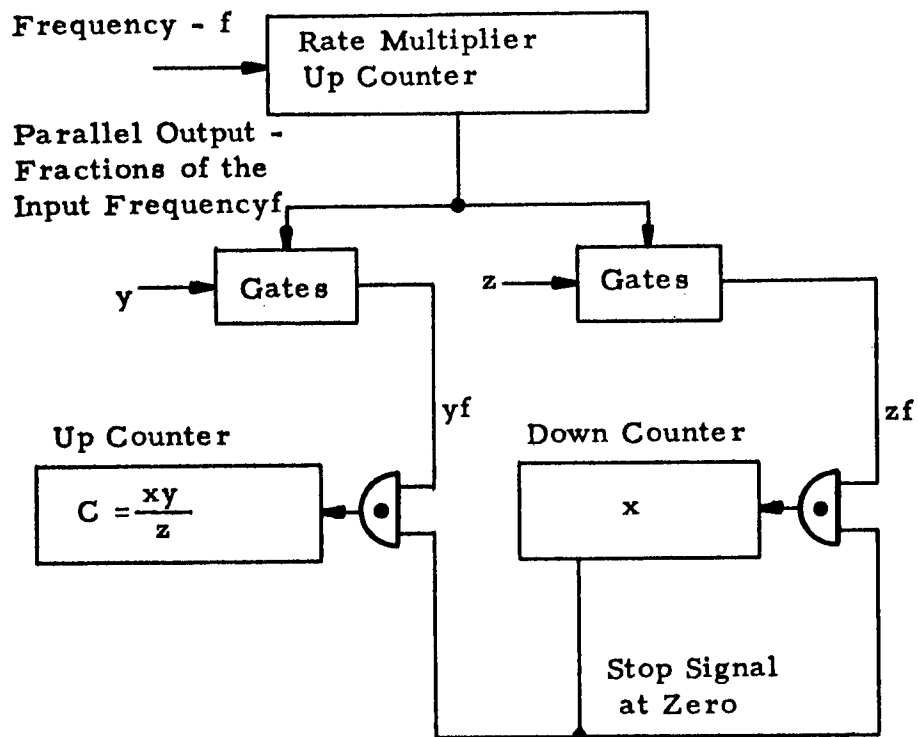 Frequency - f
Rate Multiplier
Up Counter
Parallel Output -
Fractions of the
Input Frequencyf
y
Gates
z
Gates
yf
zf
Up Counter
Down Counter
C = xy
z
x
Stop Signal
at Zero